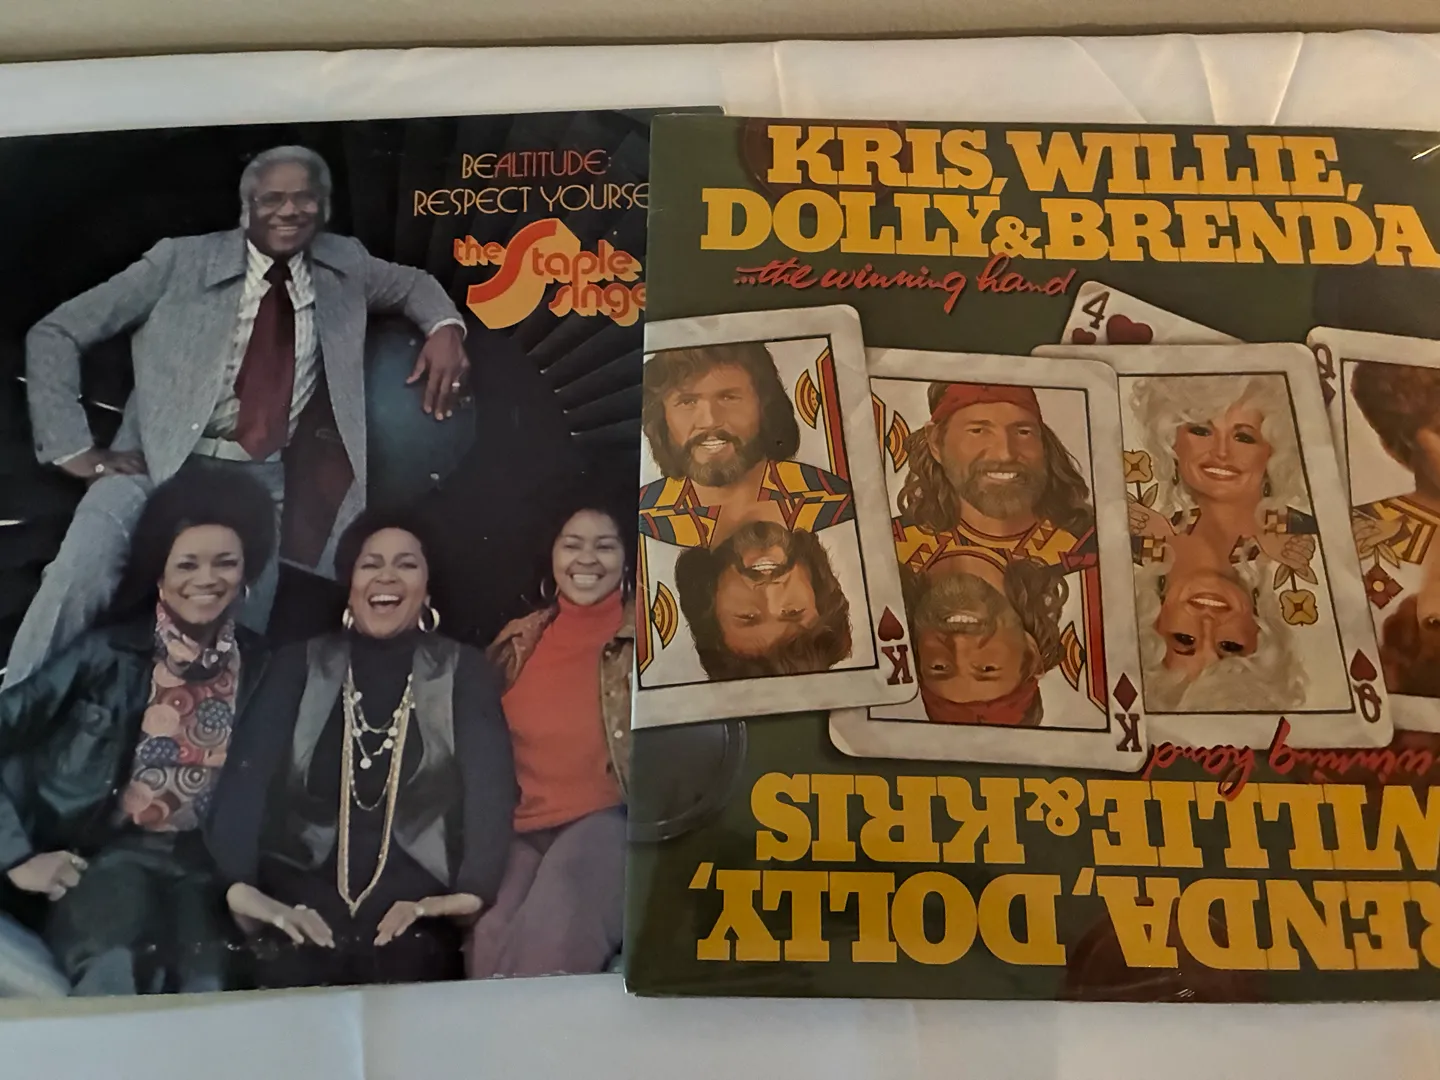 BEALTITUDE:
RESPECT YOURSE
the Staple
singe
KRIS, WILLIE,
DOLLY & BRENDA
...the winning hand
4
Q
K
K
Q
winning hand
WILLIE & KRIS
RENDA, DOLLY,